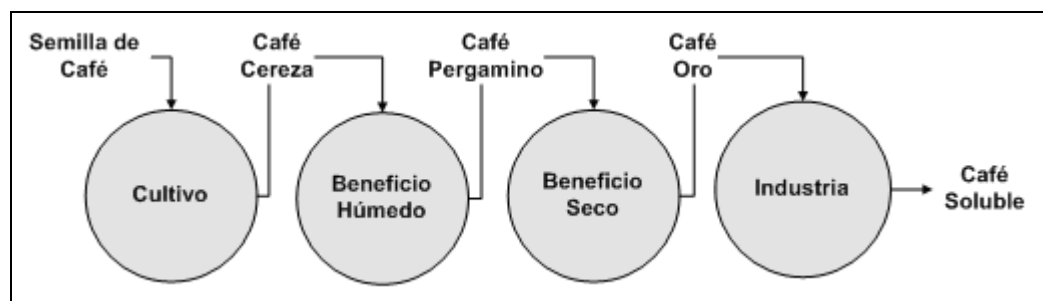 Semilla de
Café
Café
Cereza
Café
Pergamino
Café
Oro
Cultivo
Beneficio
Húmedo
Beneficio
Seco
Industria
Café
Soluble